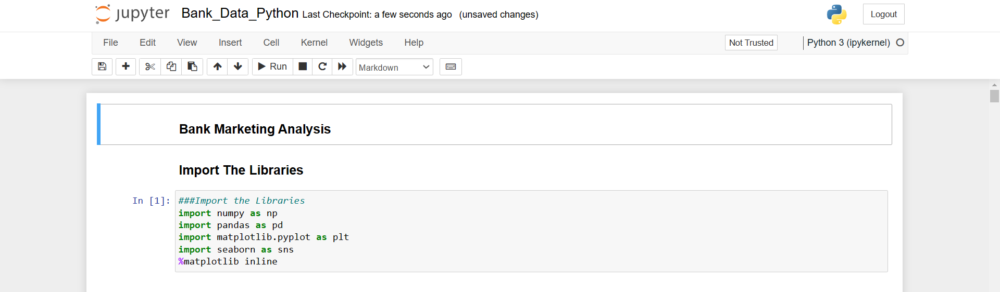 jupyter Bank_Data_Python Last Checkpoint: a few seconds ago (unsaved changes) Logout
File Edit View Insert Cell Kernel Widgets Help Not Trusted Python 3 (ipykernel)
Run Markdown
Bank Marketing Analysis
Import The Libraries
In [1]: ###Import the Libraries
import numpy as np
import pandas as pd
import matplotlib.pyplot as plt
import seaborn as sns
%matplotlib inline